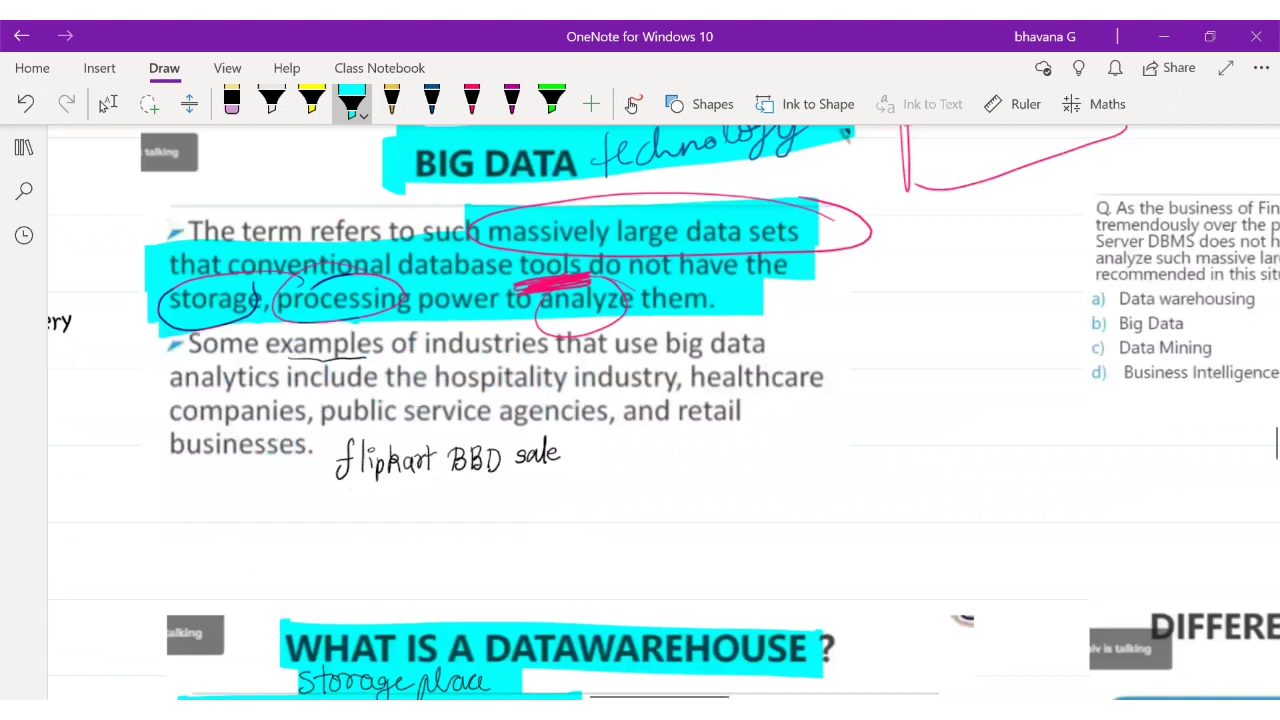 OneNote for Windows 10
bhavana G
Home Insert Draw View Help Class Notebook
Share
Shapes Ink to Shape Ink to Text Ruler Maths
talking
BIG DATA technology
The term refers to such massively large data sets
that conventional database tools do not have the
storage, processing power to analyze them.
ery
Some examples of industries that use big data
analytics include the hospitality industry, healthcare
companies, public service agencies, and retail
businesses.
flipkart BBD sale
Q. As the business of Fin
tremendously over the p
Server DBMS does not h
analyze such massive lar
recommended in this sit
a) Data warehousing
b) Big Data
c) Data Mining
d) Business Intelligence
talking
WHAT IS A DATAWAREHOUSE ?
storage place
DIFFERE
iv is talking